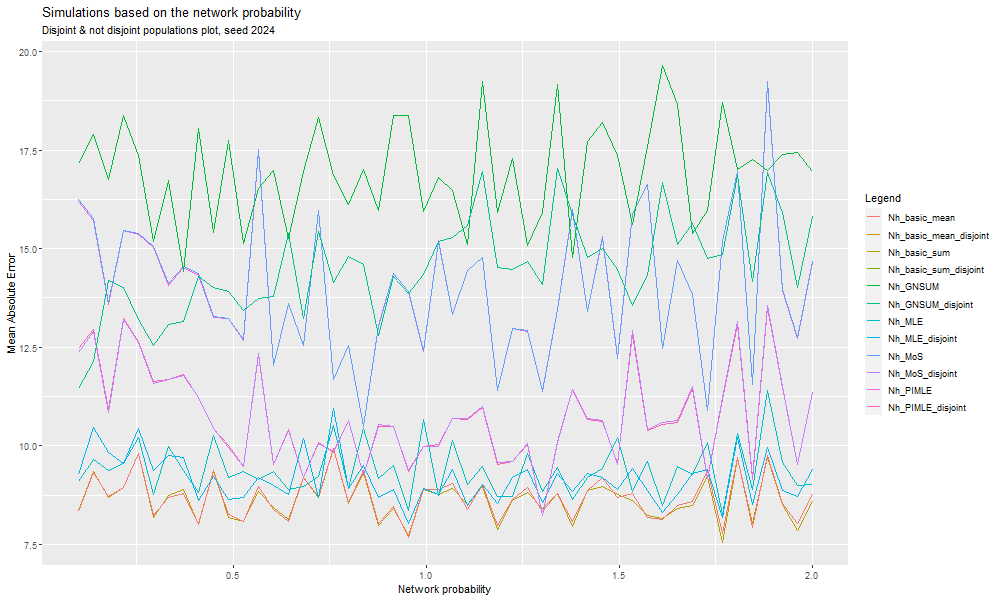 Simulations based on the network probability
Disjoint & not disjoint populations plot, seed 2024
Mean Absolute Error
20.0
17.5
15.0
12.5
10.0
7.5
0.5
1.0
1.5
2.0
Network probability
Legend
Nh_basic_mean
Nh_basic_mean_disjoint
Nh_basic_sum
Nh_basic_sum_disjoint
Nh_GNSUM
Nh_GNSUM_disjoint
Nh_MLE
Nh_MLE_disjoint
Nh_MoS
Nh_MoS_disjoint
Nh_PIMLE
Nh_PIMLE_disjoint